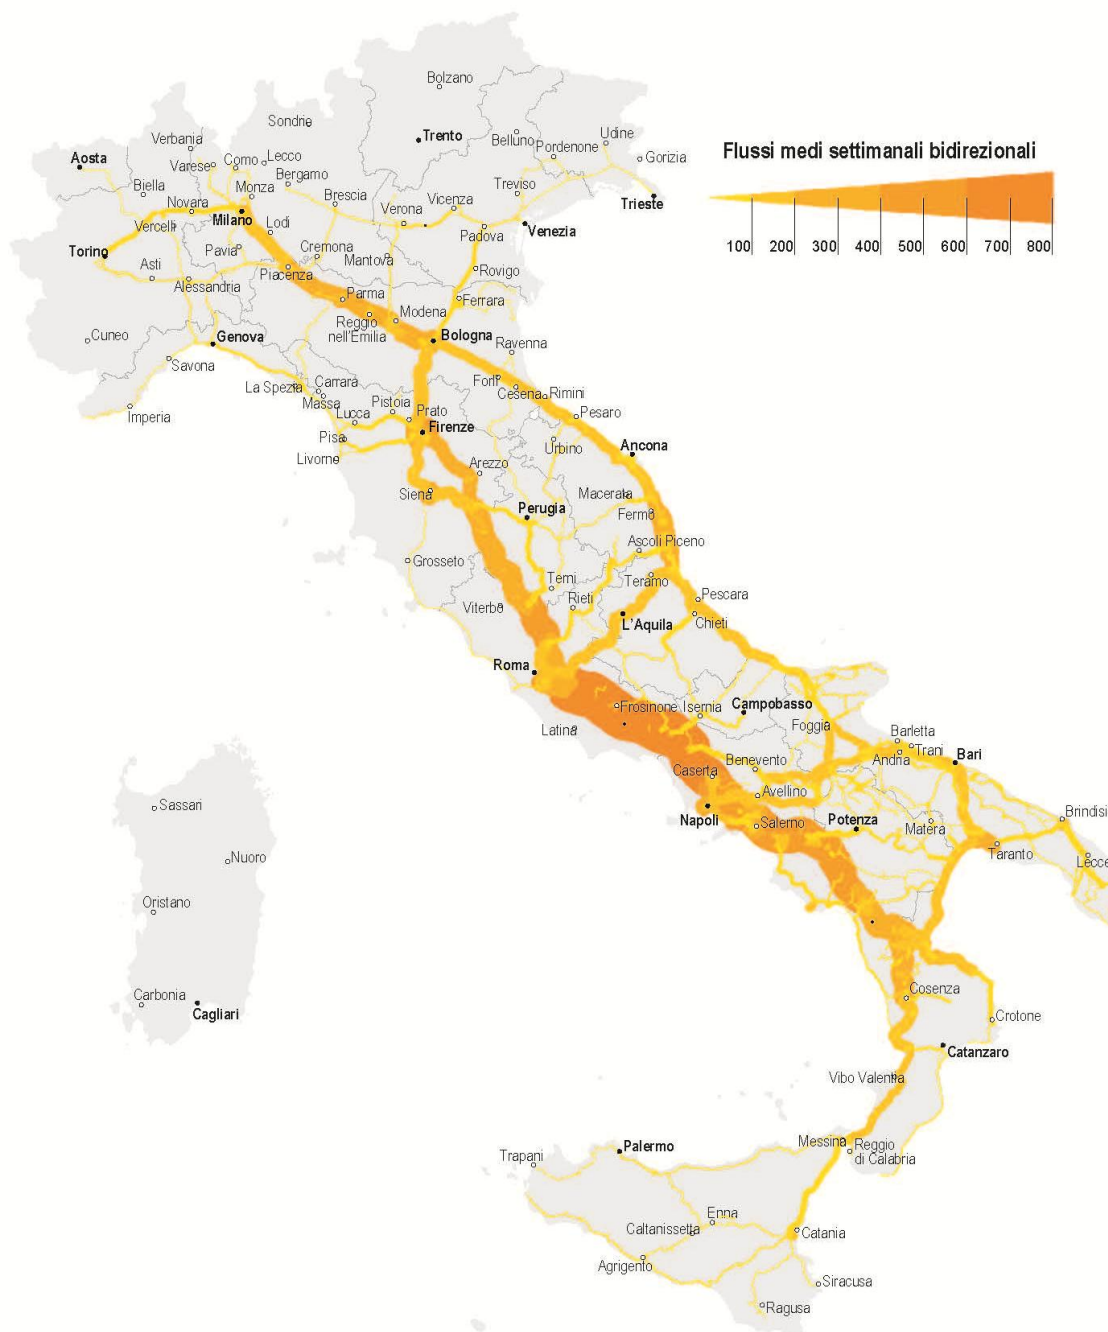 Bolzano
Sondrio
Verbania
Trento
Belluno
Udine
Pordenone
Gorizia
Flussi medi settimanali bidirezionali
100 200 300 400 500 600 700 800
Aosta
Varese
Como
Lecco
Bergamo
Biella
Monza
Brescia
Treviso
Trieste
Novara
Milano
Verona
Vicenza
Venezia
Vercelli
Lodi
Padova
Torino
Pavia
Cremona
Mantova
Asti
Piacenza
Rovigo
Alessandria
Parma
Modena
Ferrara
Cuneo
Genova
Reggio
nell'Emilia
Bologna
Ravenna
Savona
La Spezia
Carrara
Massa
Forlì
Cesena
Rimini
Imperia
Pistoia
Lucca
Prato
Pesaro
Firenze
Pisa
Urbino
Ancona
Livorno
Arezzo
Siena
Macerata
Perugia
Fermo
Ascoli Piceno
Grosseto
Terni
Teramo
Viterbo
Rieti
Pescara
L'Aquila
Chieti
Roma
Frosinone
Isernia
Campobasso
Latina
Foggia
Barletta
Trani
Andria
Bari
Benevento
Caserta
Avellino
Napoli
Salerno
Potenza
Matera
Brindisi
Taranto
Lecce
Sassari
Nuoro
Oristano
Carbonia
Cagliari
Cosenza
Crotone
Catanzaro
Vibo Valentia
Messina
Reggio
di Calabria
Palermo
Trapani
Enna
Caltanissetta
Catania
Agrigento
Siracusa
Ragusa